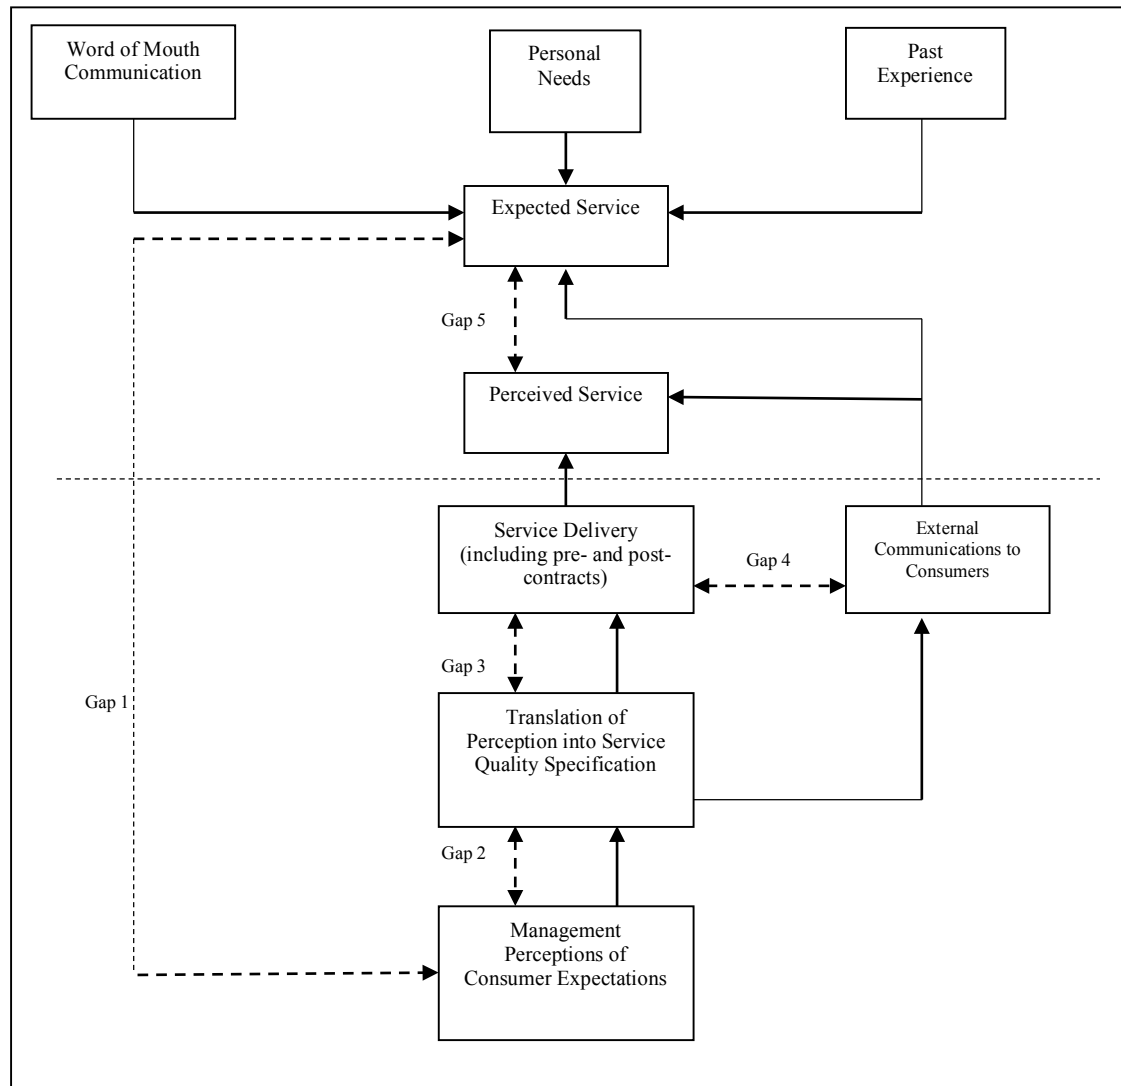 Word of Mouth
Communication
Personal
Needs
Past
Experience
Expected Service
Gap 5
Perceived Service
Service Delivery
(including pre- and post-
contracts)
Gap 4
External
Communications to
Consumers
Gap 3
Gap 1
Translation of
Perception into Service
Quality Specification
Gap 2
Management
Perceptions of
Consumer Expectations